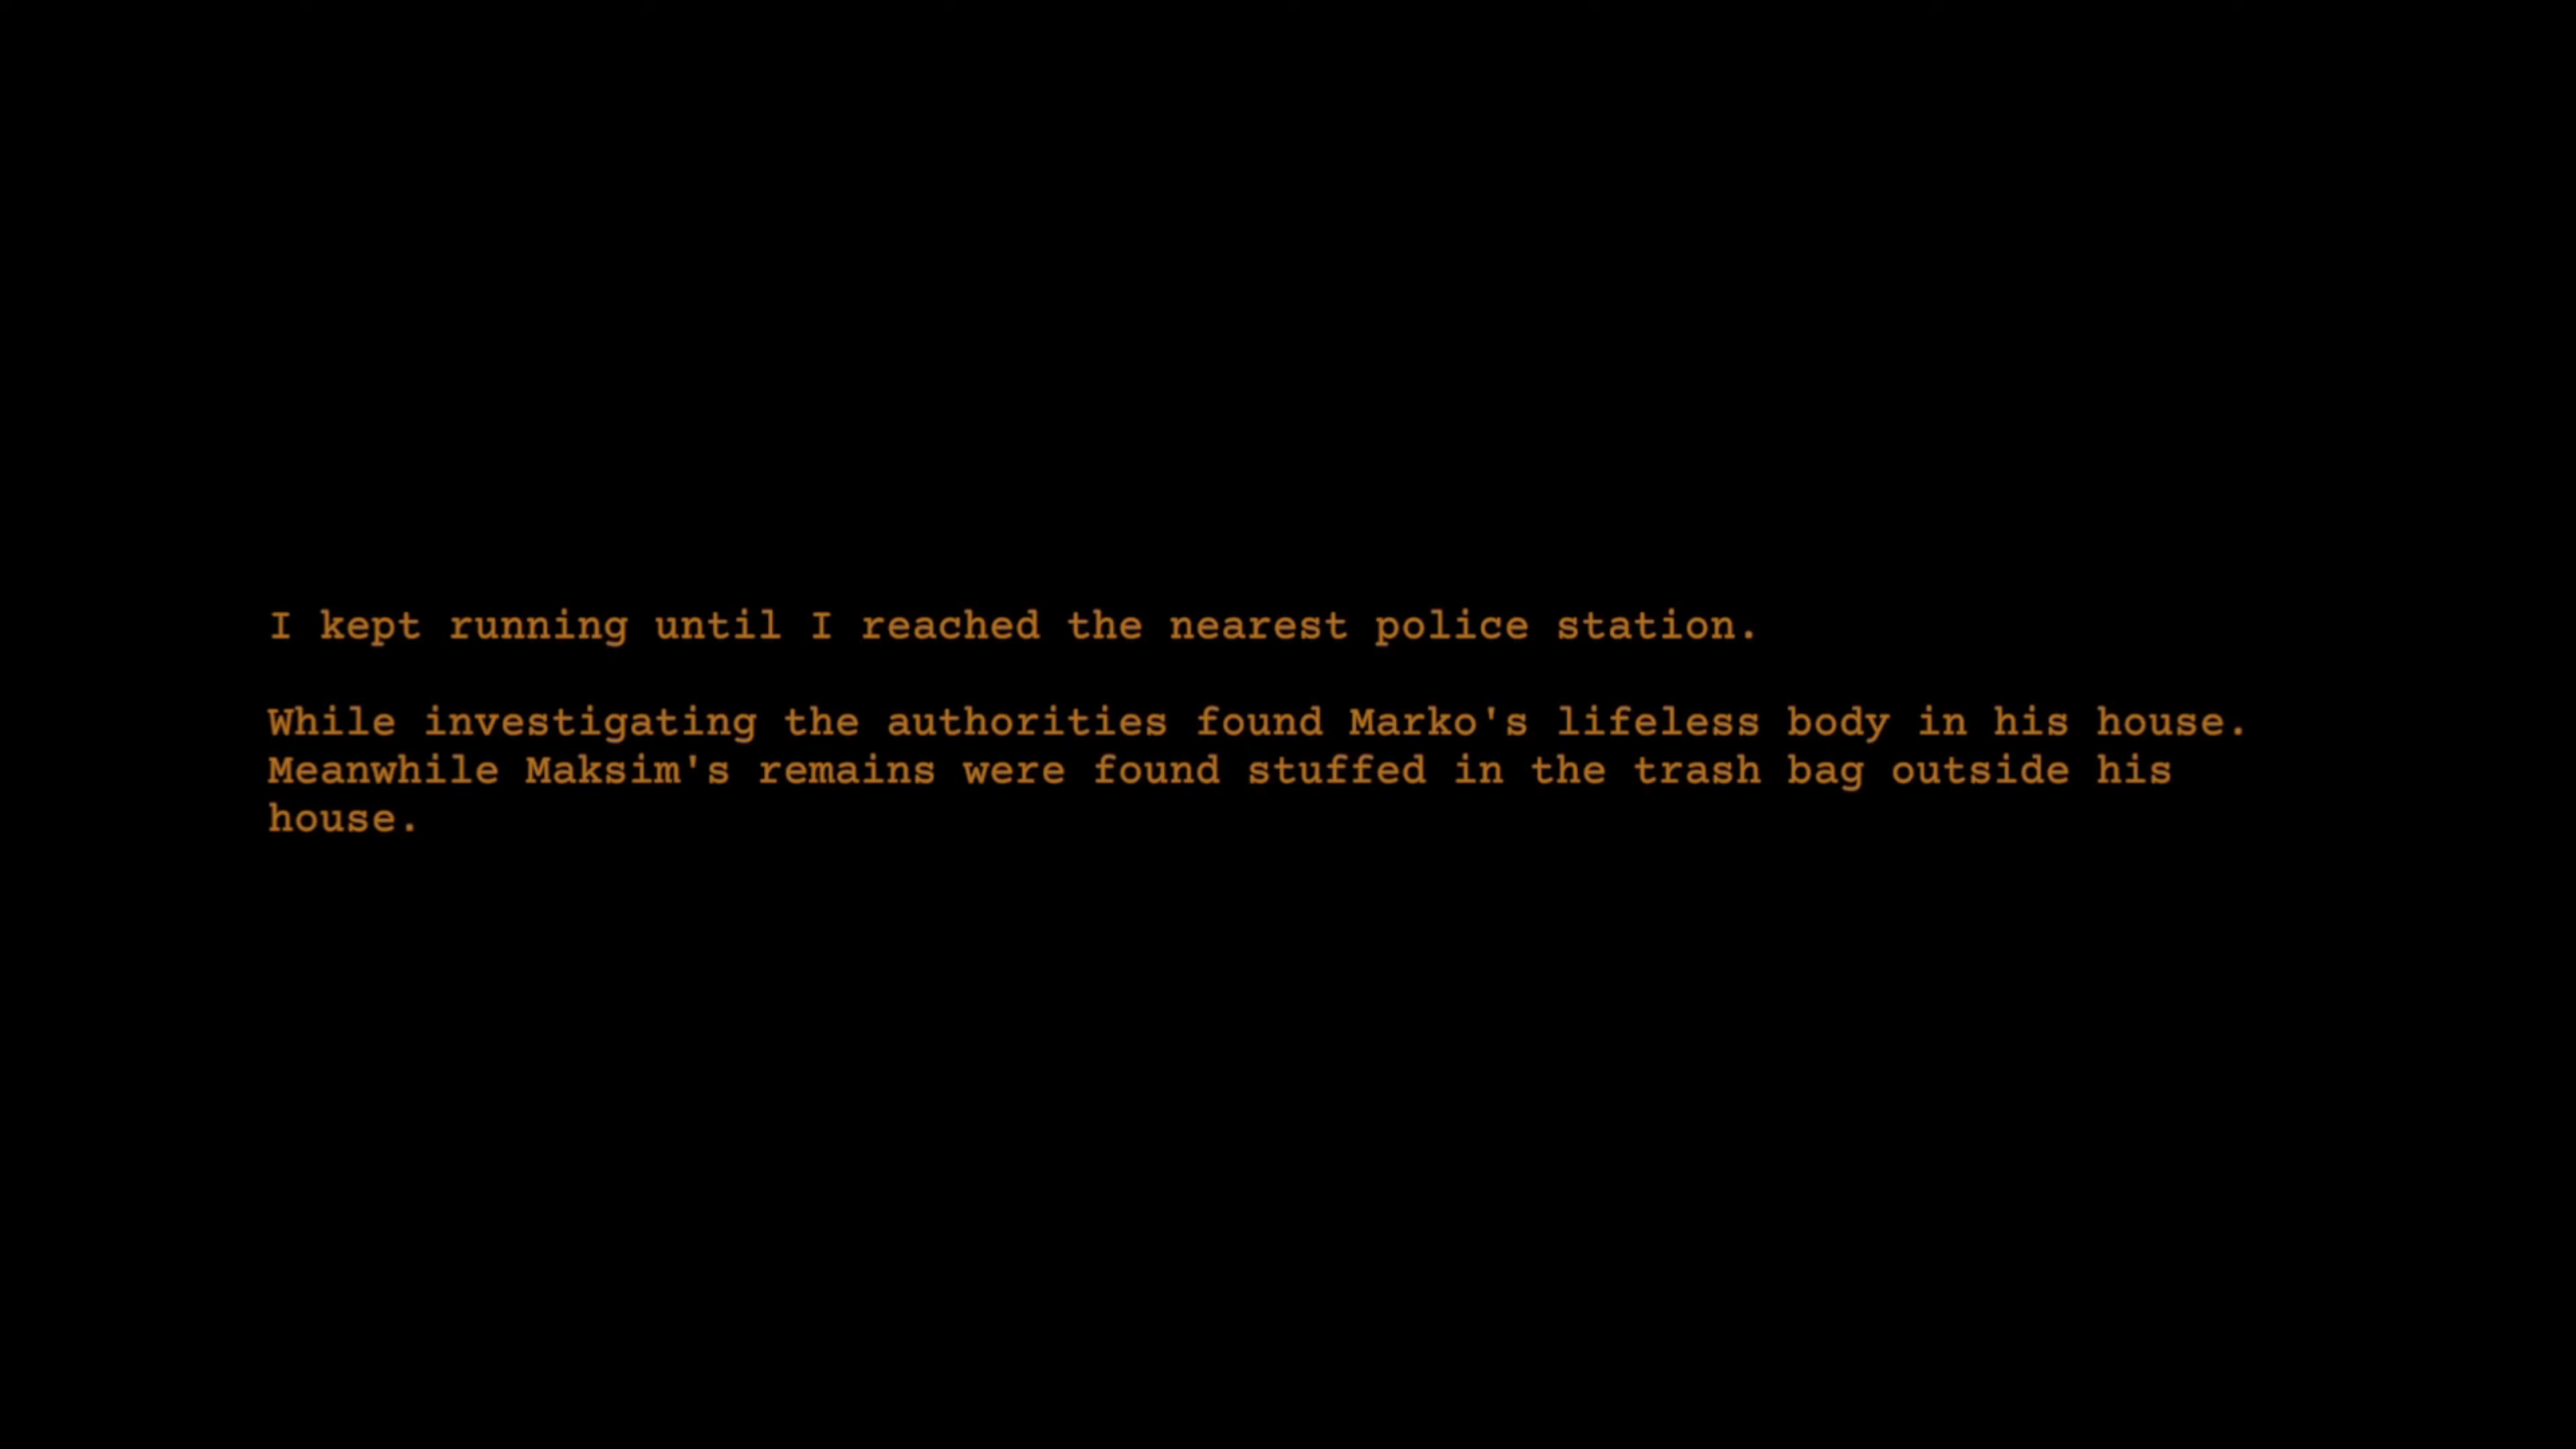 I kept running until I reached the nearest police station.
While investigating the authorities found Marko's lifeless body in his house.
Meanwhile Maksim's remains were found stuffed in the trash bag outside his
house.